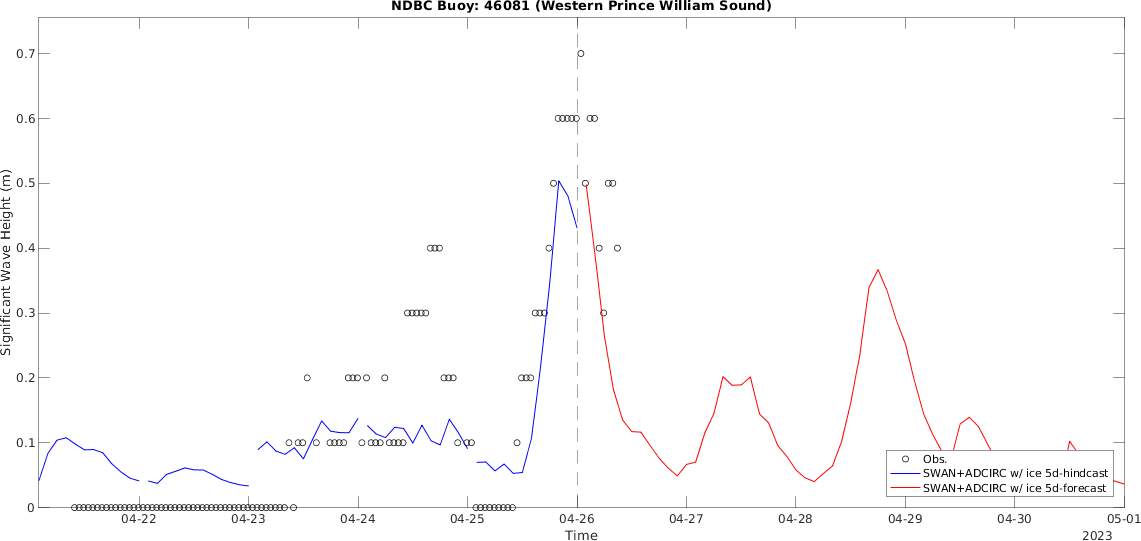 NDBC Buoy: 46081 (Western Prince William Sound)
Significant Wave Height (m)
0.7
0.6
0.5
0.4
0.3
0.2
0.1
0
Obs.
SWAN+ADCIRC w/ ice 5d-hindcast
SWAN+ADCIRC w/ ice 5d-forecast
04-22 04-23 04-24 04-25 04-26 04-27 04-28 04-29 04-30 05-01
Time
2023